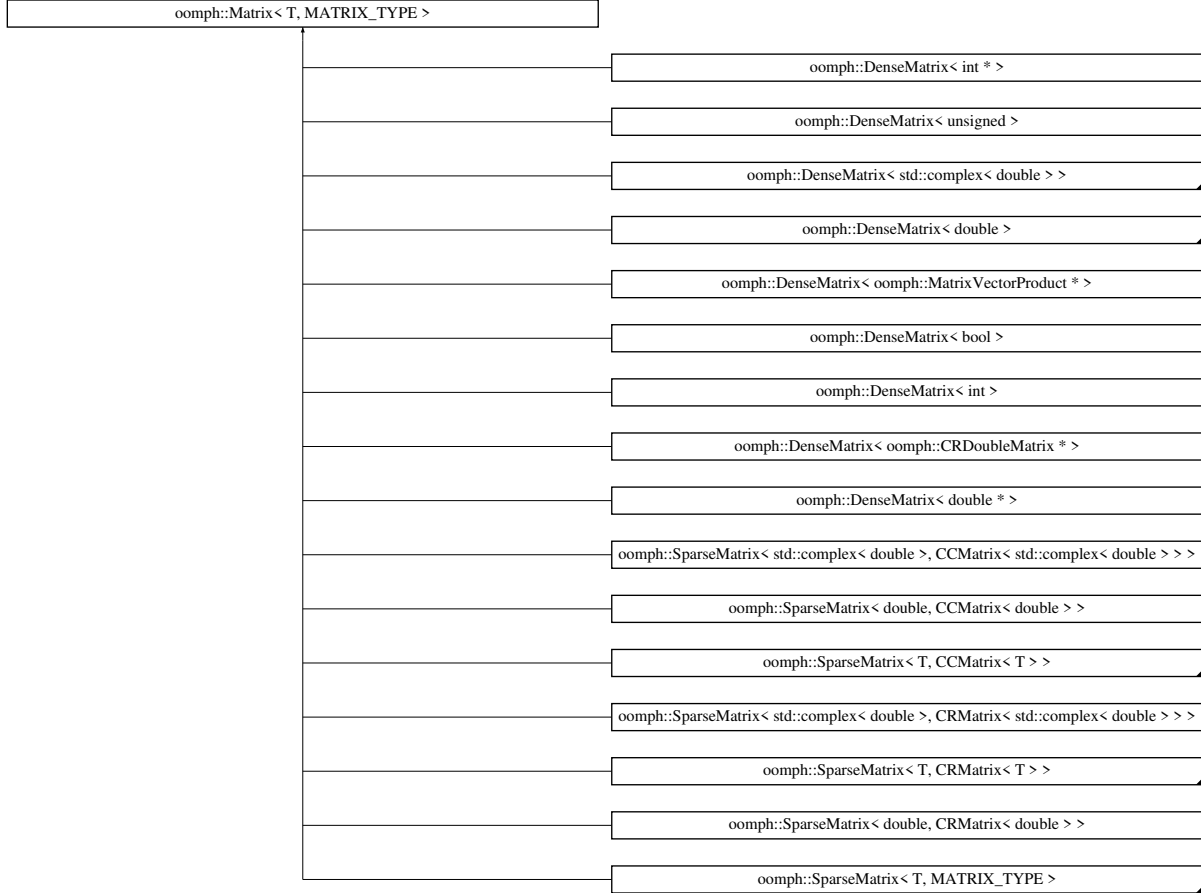 oomph::Matrix< T, MATRIX_TYPE >
oomph::DenseMatrix< int * >
oomph::DenseMatrix< unsigned >
oomph::DenseMatrix< std::complex< double > >
oomph::DenseMatrix< double >
oomph::DenseMatrix< oomph::MatrixVectorProduct * >
oomph::DenseMatrix< bool >
oomph::DenseMatrix< int >
oomph::DenseMatrix< oomph::CRDoubleMatrix * >
oomph::DenseMatrix< double * >
oomph::SparseMatrix< std::complex< double >, CCMatrix< std::complex< double > > >
oomph::SparseMatrix< double, CCMatrix< double > >
oomph::SparseMatrix< T, CCMatrix< T > >
oomph::SparseMatrix< std::complex< double >, CRMatrix< std::complex< double > > >
oomph::SparseMatrix< T, CRMatrix< T > >
oomph::SparseMatrix< double, CRMatrix< double > >
oomph::SparseMatrix< T, MATRIX_TYPE >